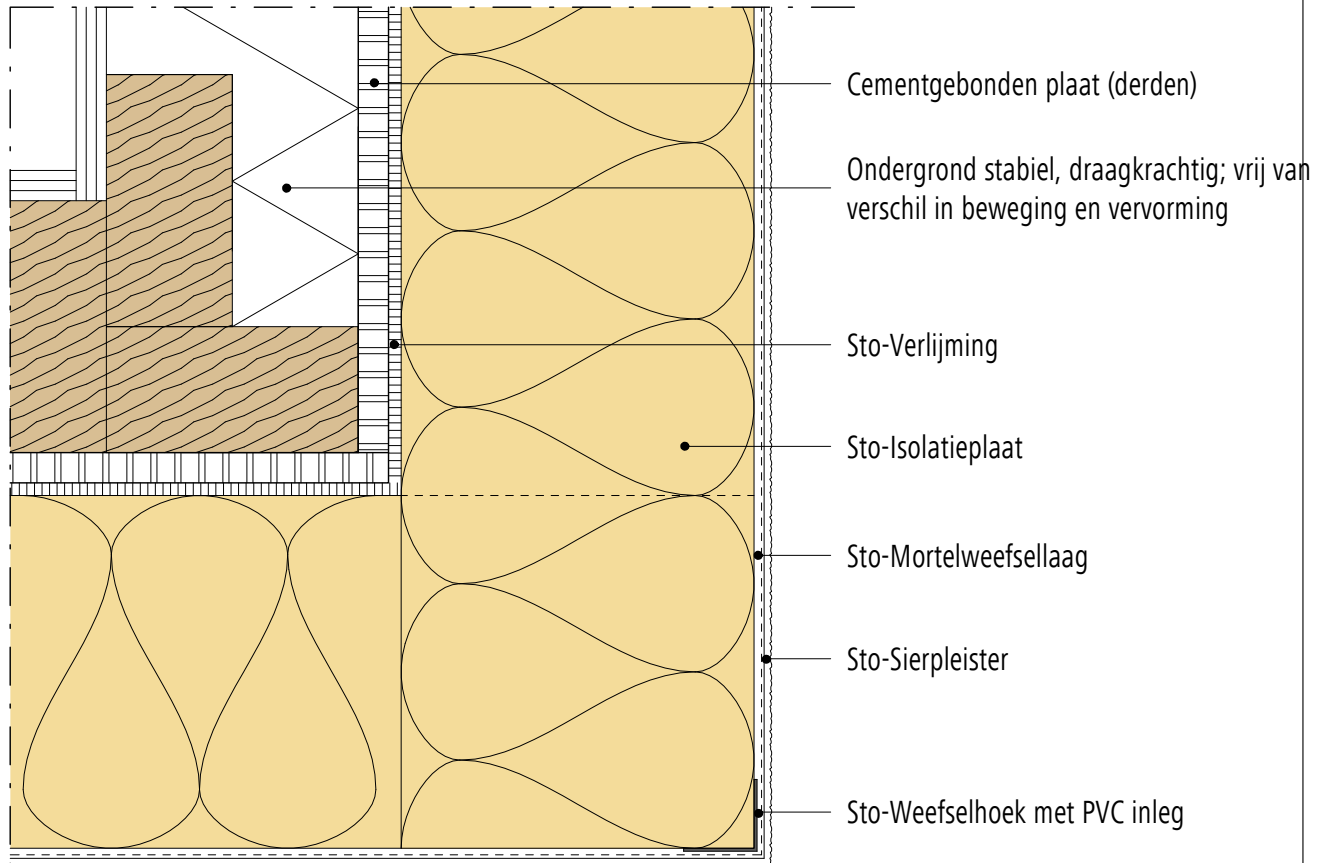 Cementgebonden plaat (derden)
Ondergrond stabiel, draagkrachtig; vrij van
verschil in beweging en vervorming
Sto-Verlijming
Sto-Isolatieplaat
Sto-Mortelweefsellaag
Sto-Sierpleister
Sto-Weefselhoek met PVC inleg